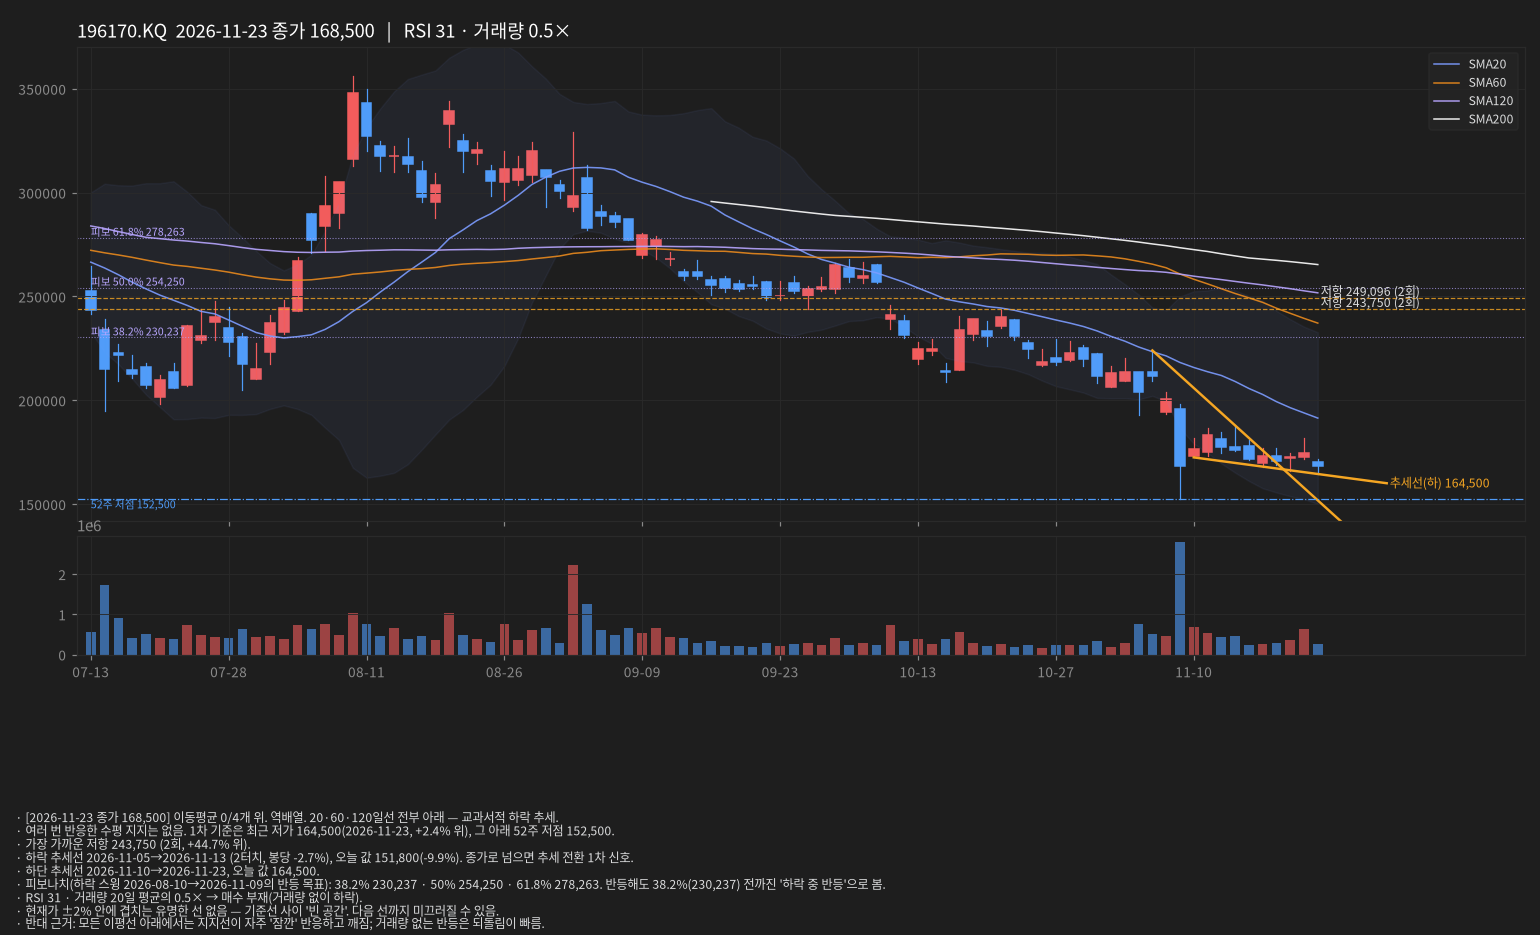 196170.KQ 2026-11-23 종가 168,500 | RSI 31 · 거래량 0.5×
SMA20
SMA60
SMA120
SMA200
350000
300000
250000
200000
150000
피보 61.8% 278,263
피보 50.0% 254,250
피보 38.2% 230,237
저항 249,096 (2회)
저항 243,750 (2회)
추세선(하) 164,500
52주 저점 152,500
1e6
2
1
0
07-13 07-28 08-11 08-26 09-09 09-23 10-13 10-27 11-10
· [2026-11-23 종가 168,500] 이동평균 0/4개 위. 역배열. 20·60·120일선 전부 아래 — 교과서적 하락 추세.
· 여러 번 반응한 수평 지지는 없음. 1차 기준은 최근 저가 164,500(2026-11-23, +2.4% 위), 그 아래 52주 저점 152,500.
· 가장 가까운 저항 243,750 (2회, +44.7% 위).
· 하락 추세선 2026-11-05→2026-11-13 (2터치, 봉당 -2.7%), 오늘 값 151,800(-9.9%). 종가로 넘으면 추세 전환 1차 신호.
· 하단 추세선 2026-11-10→2026-11-23, 오늘 값 164,500.
· 피보나치(하락 스윙 2026-08-10→2026-11-09의 반등 목표): 38.2% 230,237 · 50% 254,250 · 61.8% 278,263. 반등해도 38.2%(230,237) 전까진 '하락 중 반등'으로 봄.
· RSI 31 · 거래량 20일 평균의 0.5× → 매수 부재(거래량 없이 하락).
· 현재가 ±2% 안에 겹치는 유명한 선 없음 — 기준선 사이 '빈 공간'. 다음 선까지 미끄러질 수 있음.
· 반대 근거: 모든 이평선 아래에서는 지지선이 자주 '잠깐' 반응하고 깨짐; 거래량 없는 반등은 되돌림이 빠름.